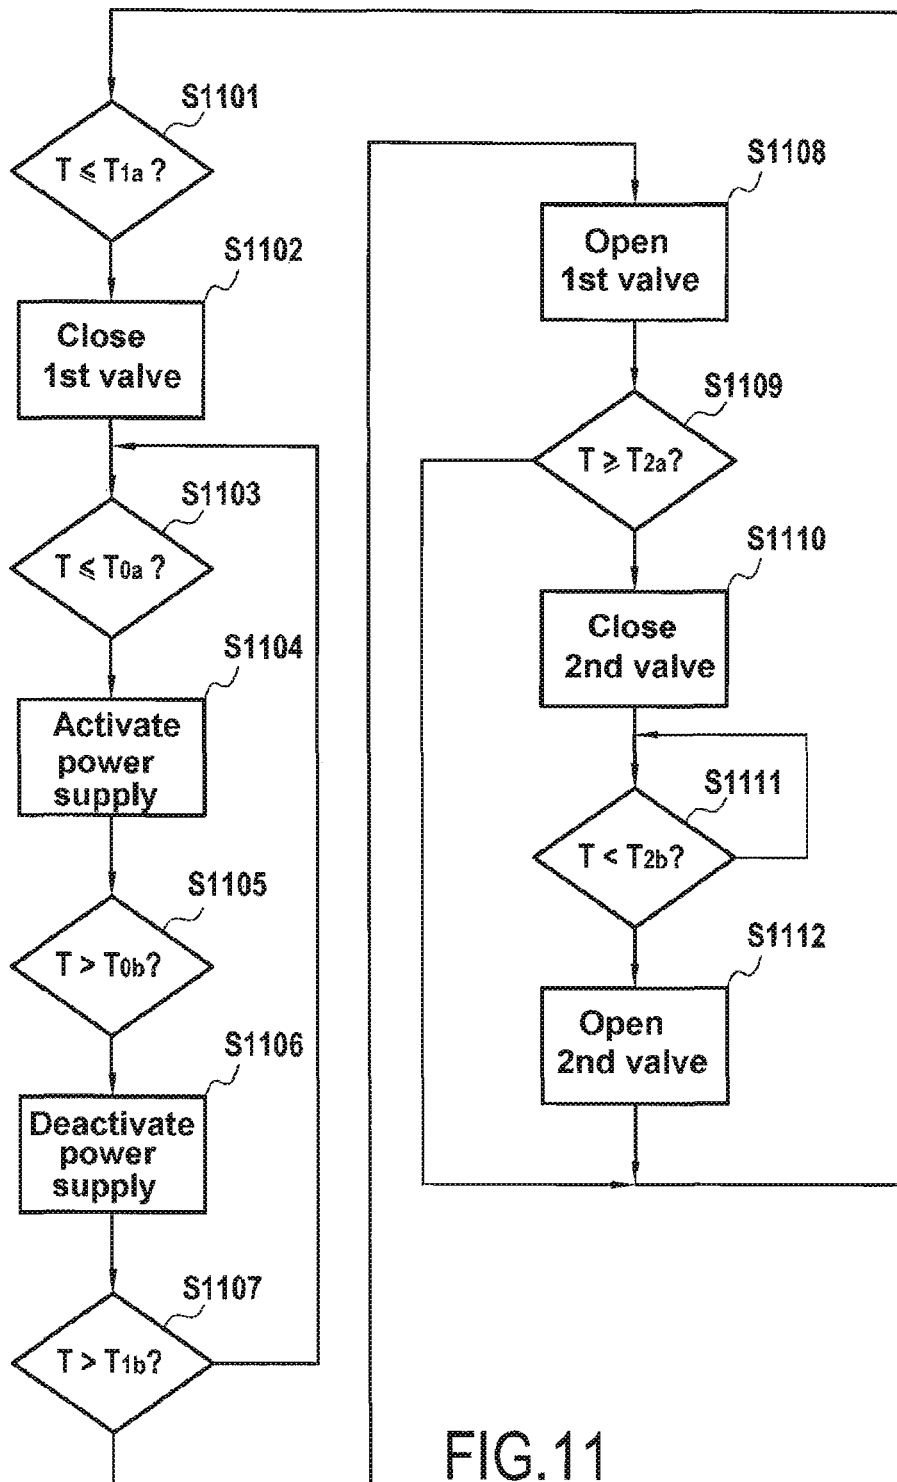 S1101
T ⩽ T1a ?
S1102
Close
1st valve
S1103
T ⩽ T0a ?
S1104
Activate
power
supply
S1105
T > T0b?
S1106
Deactivate
power
supply
S1107
T > T1b?
S1108
Open
1st valve
S1109
T ⩾ T2a?
S1110
Close
2nd valve
S1111
T < T2b?
S1112
Open
2nd valve
FIG.11